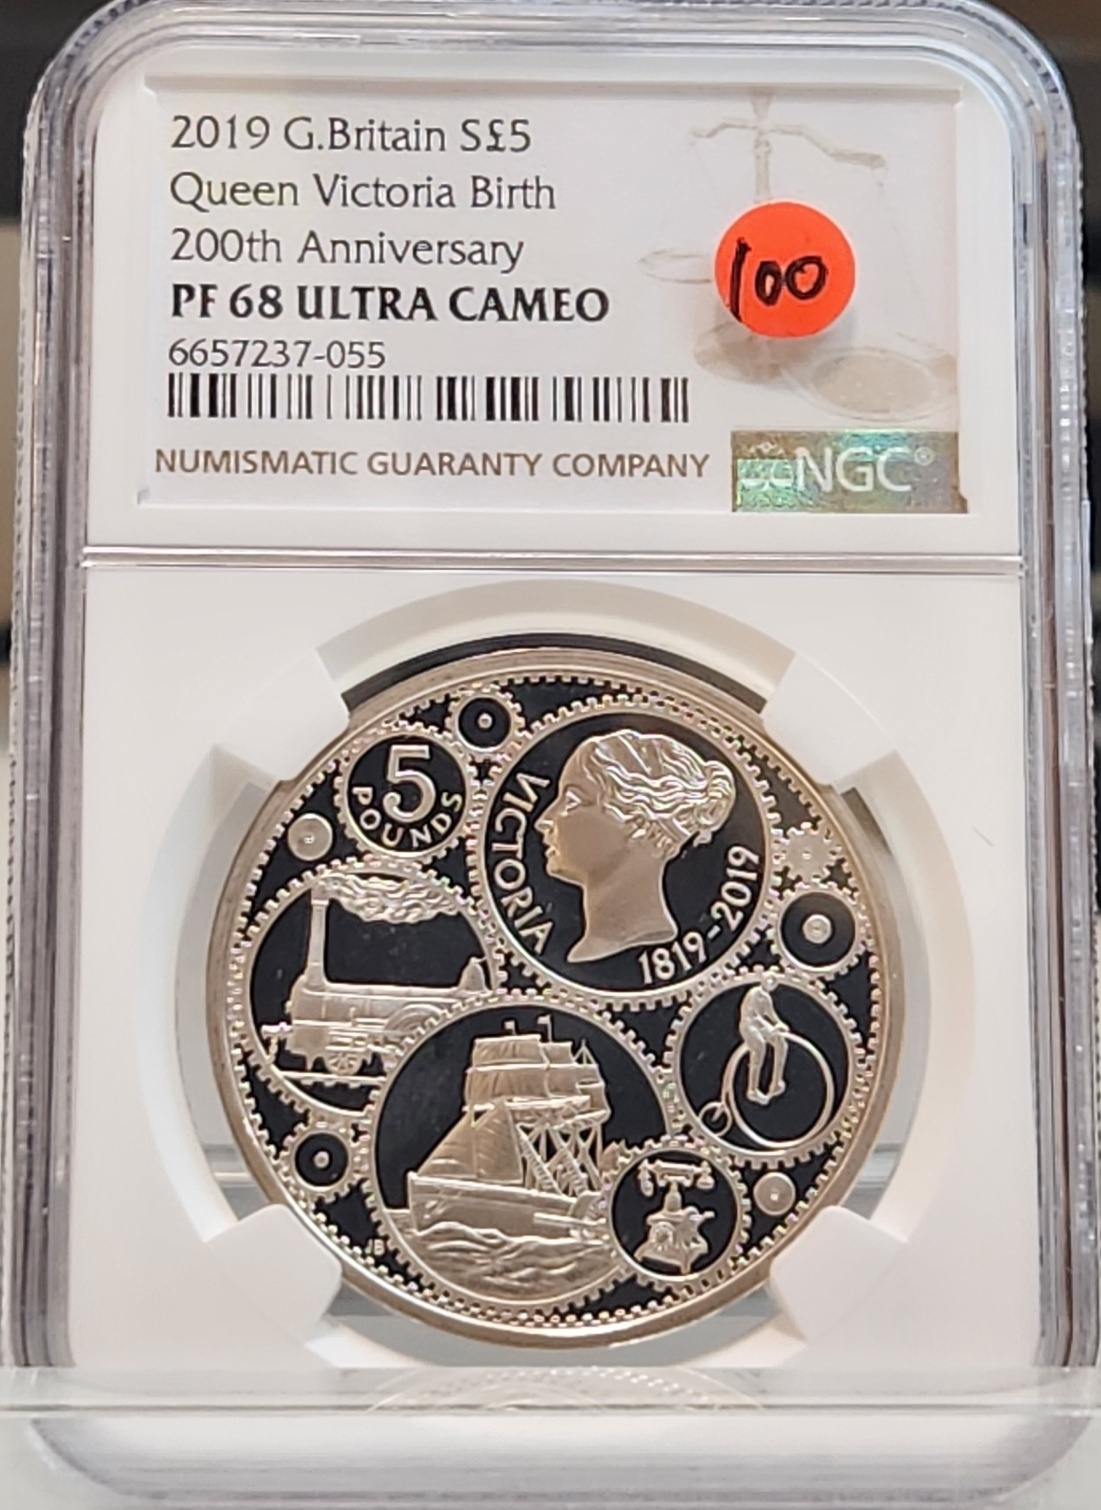 2019 G.Britain S£5
Queen Victoria Birth
200th Anniversary
PF 68 ULTRA CAMEO
6657237-055
100
NUMISMATIC GUARANTY COMPANY
NGC®
5
POUNDS
VICTORIA
1819-2019
JB